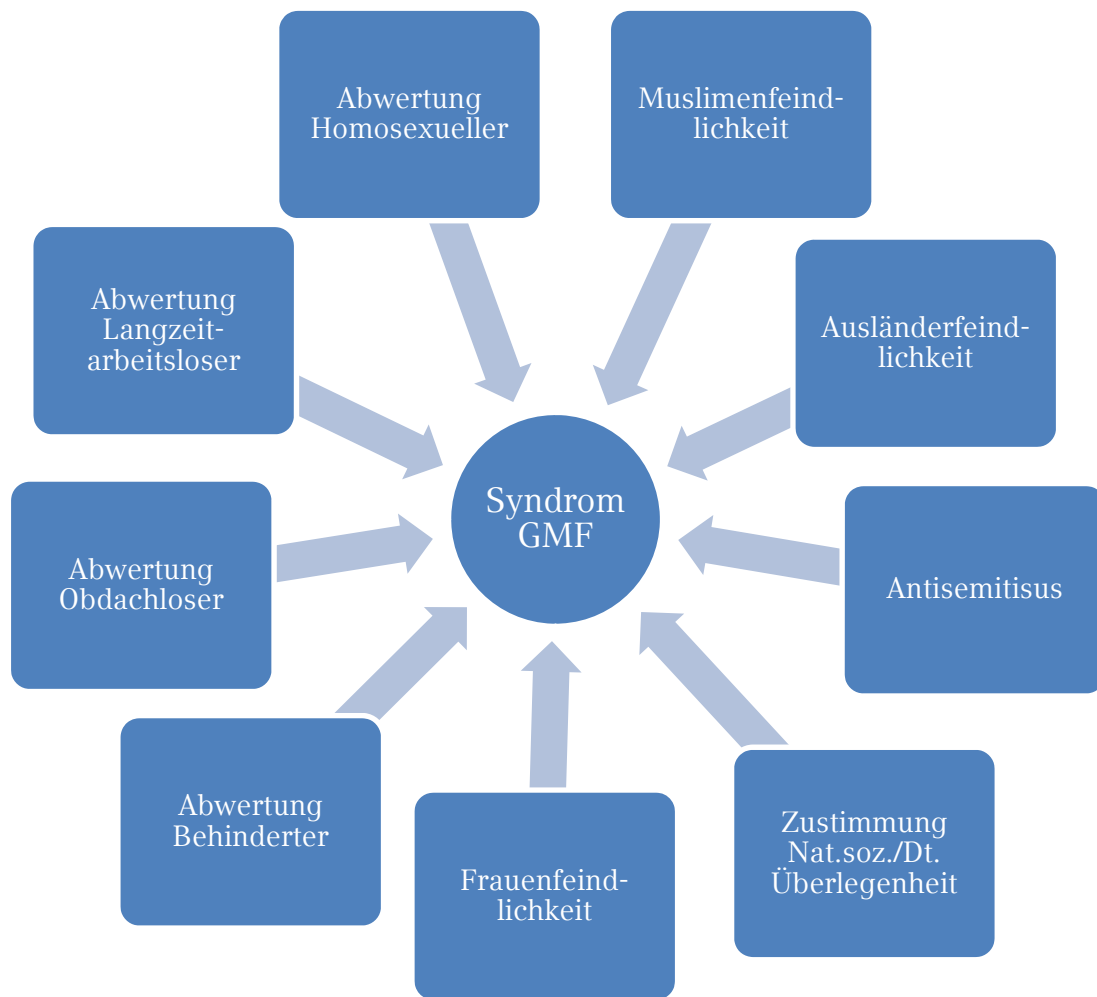 Abwertung
Homosexueller
Muslimenfeind-
lichkeit
Abwertung
Langzeit-
arbeitsloser
Ausländerfeind-
lichkeit
Syndrom
GMF
Abwertung
Obdachloser
Antisemitisus
Abwertung
Behinderter
Frauenfeind-
lichkeit
Zustimmung
Nat.soz./Dt.
Überlegenheit